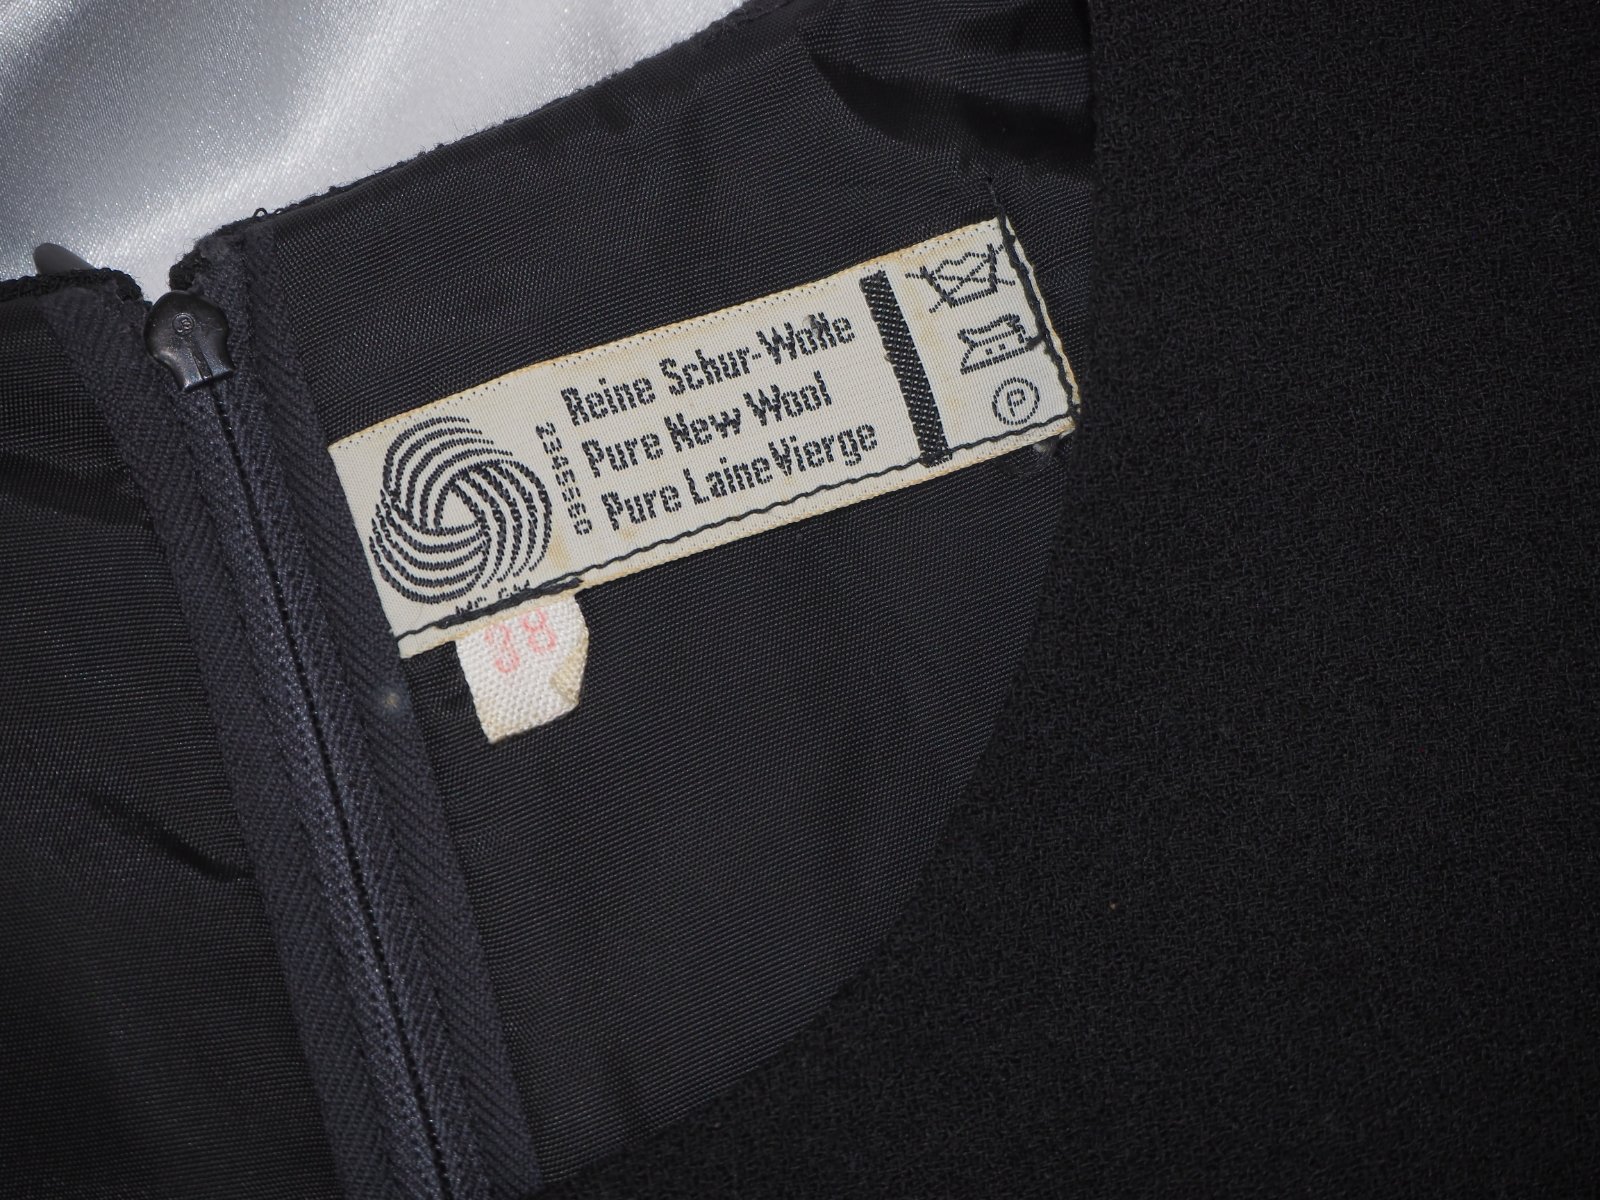 Reine Schur-Wolle
Pure New Wool
Pure Laine Vierge
P
38